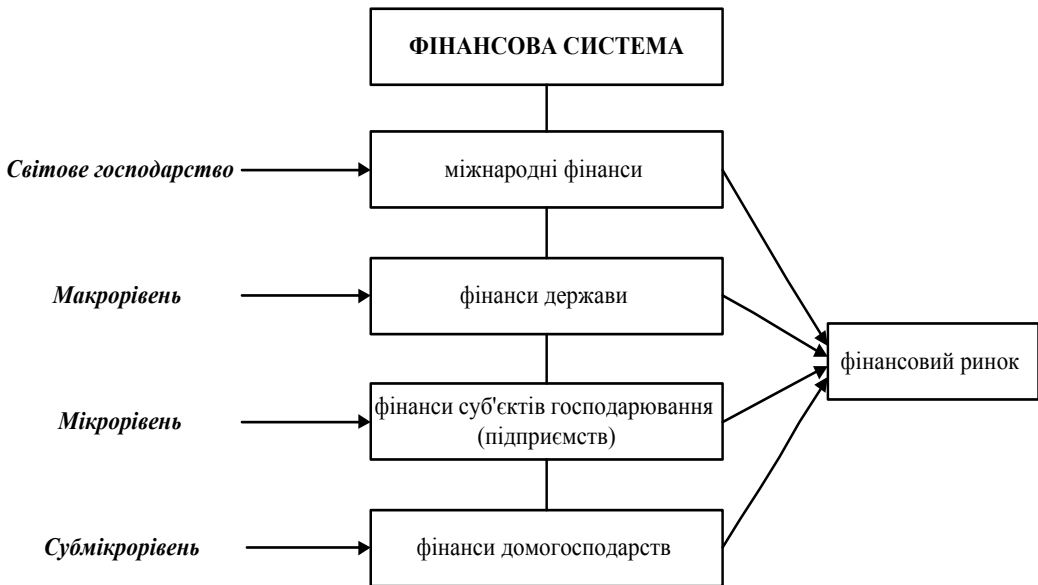 ФІНАНСОВА СИСТЕМА
Світове господарство
міжнародні фінанси
Макрорівень
фінанси держави
фінансовий ринок
Мікрорівень
фінанси суб'єктів господарювання
(підприємств)
Субмікрорівень
фінанси домогосподарств